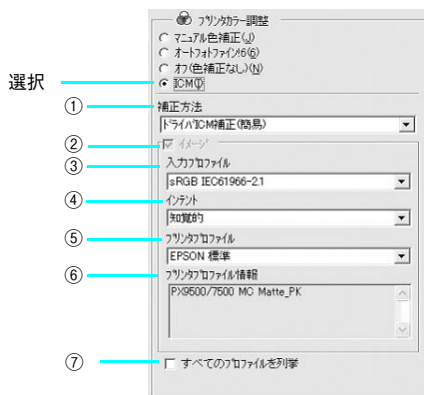 プリンタカラー調整
マニュアル色補正(J)
オートフォトファイン!6(6)
オフ(色補正なし)(N)
選択
ICM(I)
① 補正方法
ドライバICM補正(簡易)
② イメージ
③ 入力プロファイル
sRGB IEC61966-2.1
④ インテント
知覚的
⑤ プリンタプロファイル
EPSON 標準
⑥ プリンタプロファイル情報
PX9500/7500 MC Matte_PK
⑦ すべてのプロファイルを列挙